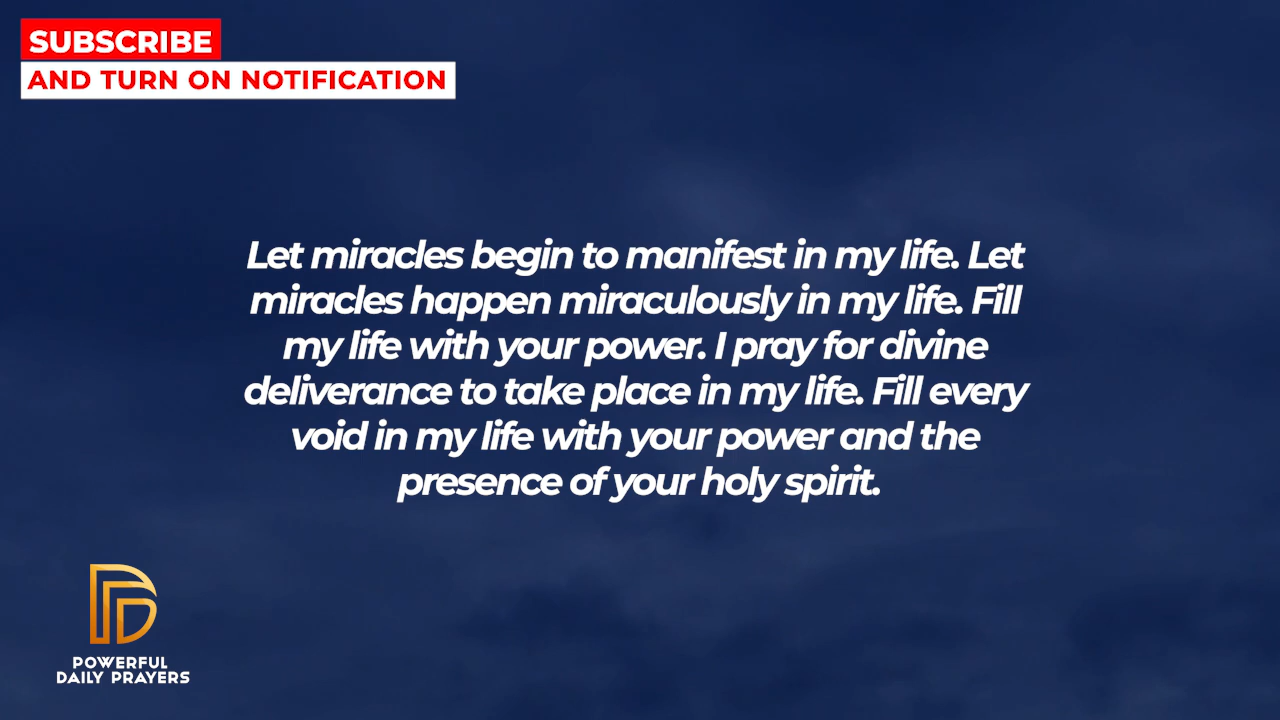 SUBSCRIBE
AND TURN ON NOTIFICATION
Let miracles begin to manifest in my life. Let
miracles happen miraculously in my life. Fill
my life with your power. I pray for divine
deliverance to take place in my life. Fill every
void in my life with your power and the
presence of your holy spirit.
POWERFUL
DAILY PRAYERS